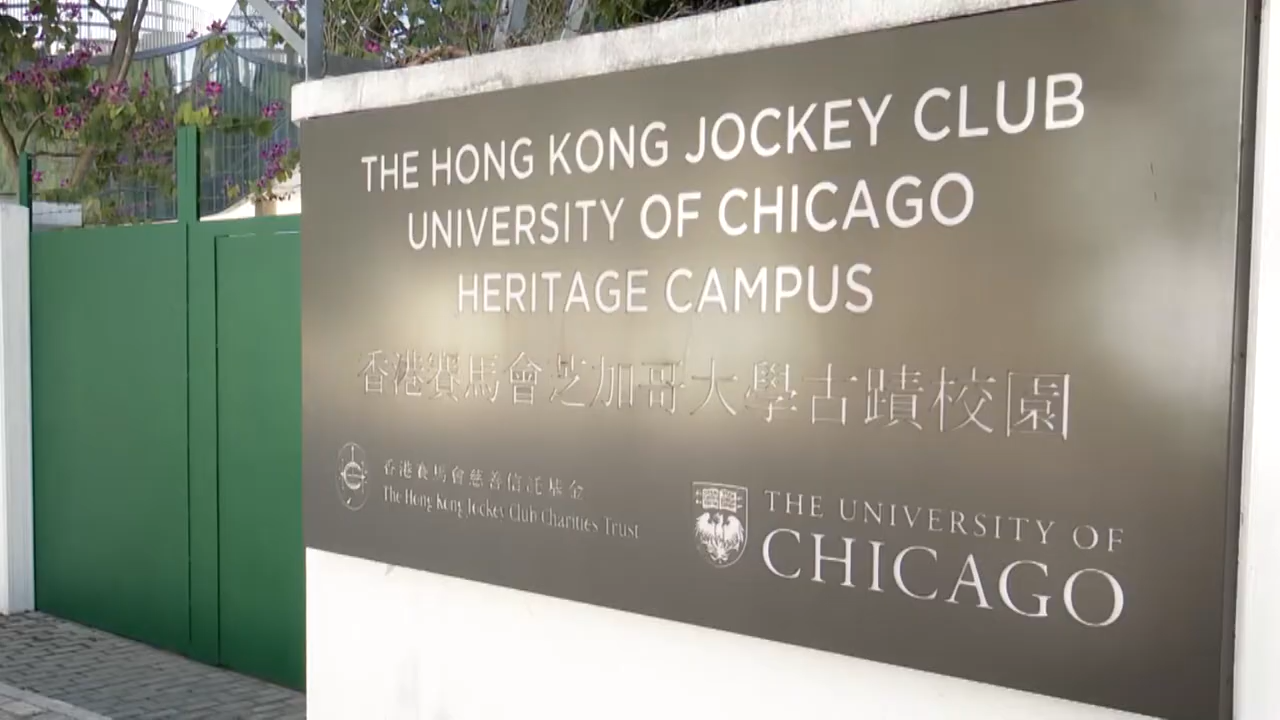 THE HONG KONG JOCKEY CLUB
UNIVERSITY OF CHICAGO
HERITAGE CAMPUS
香港賽馬會芝加哥大學古蹟校園
香港賽馬會慈善信託基金
The Hong Kong Jockey Club Charities Trust
THE UNIVERSITY OF
CHICAGO